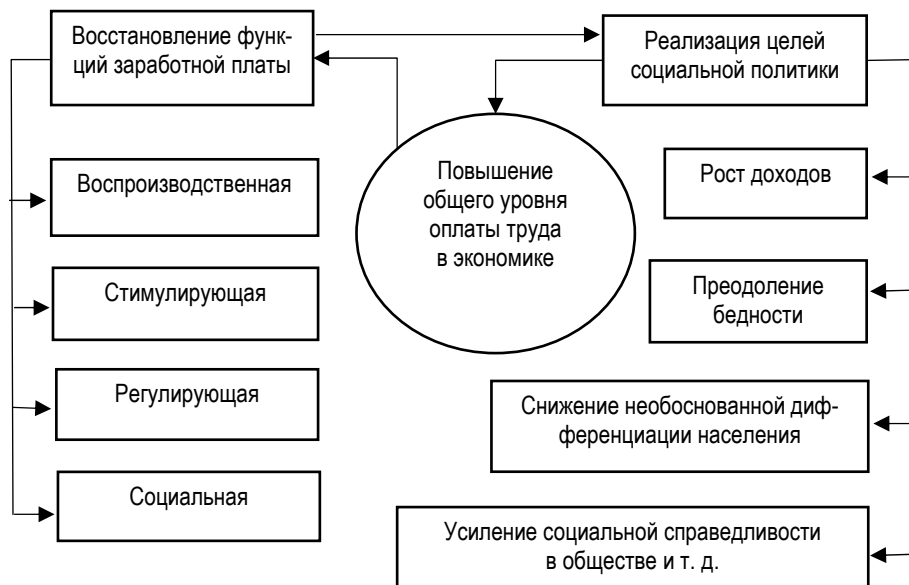 Восстановление функ-
ций заработной платы
Реализация целей
социальной политики
Повышение
общего уровня
оплаты труда
в экономике
Воспроизводственная
Стимулирующая
Регулирующая
Социальная
Рост доходов
Преодоление
бедности
Снижение необоснованной диф-
ференциации населения
Усиление социальной справедливости
в обществе и т. д.